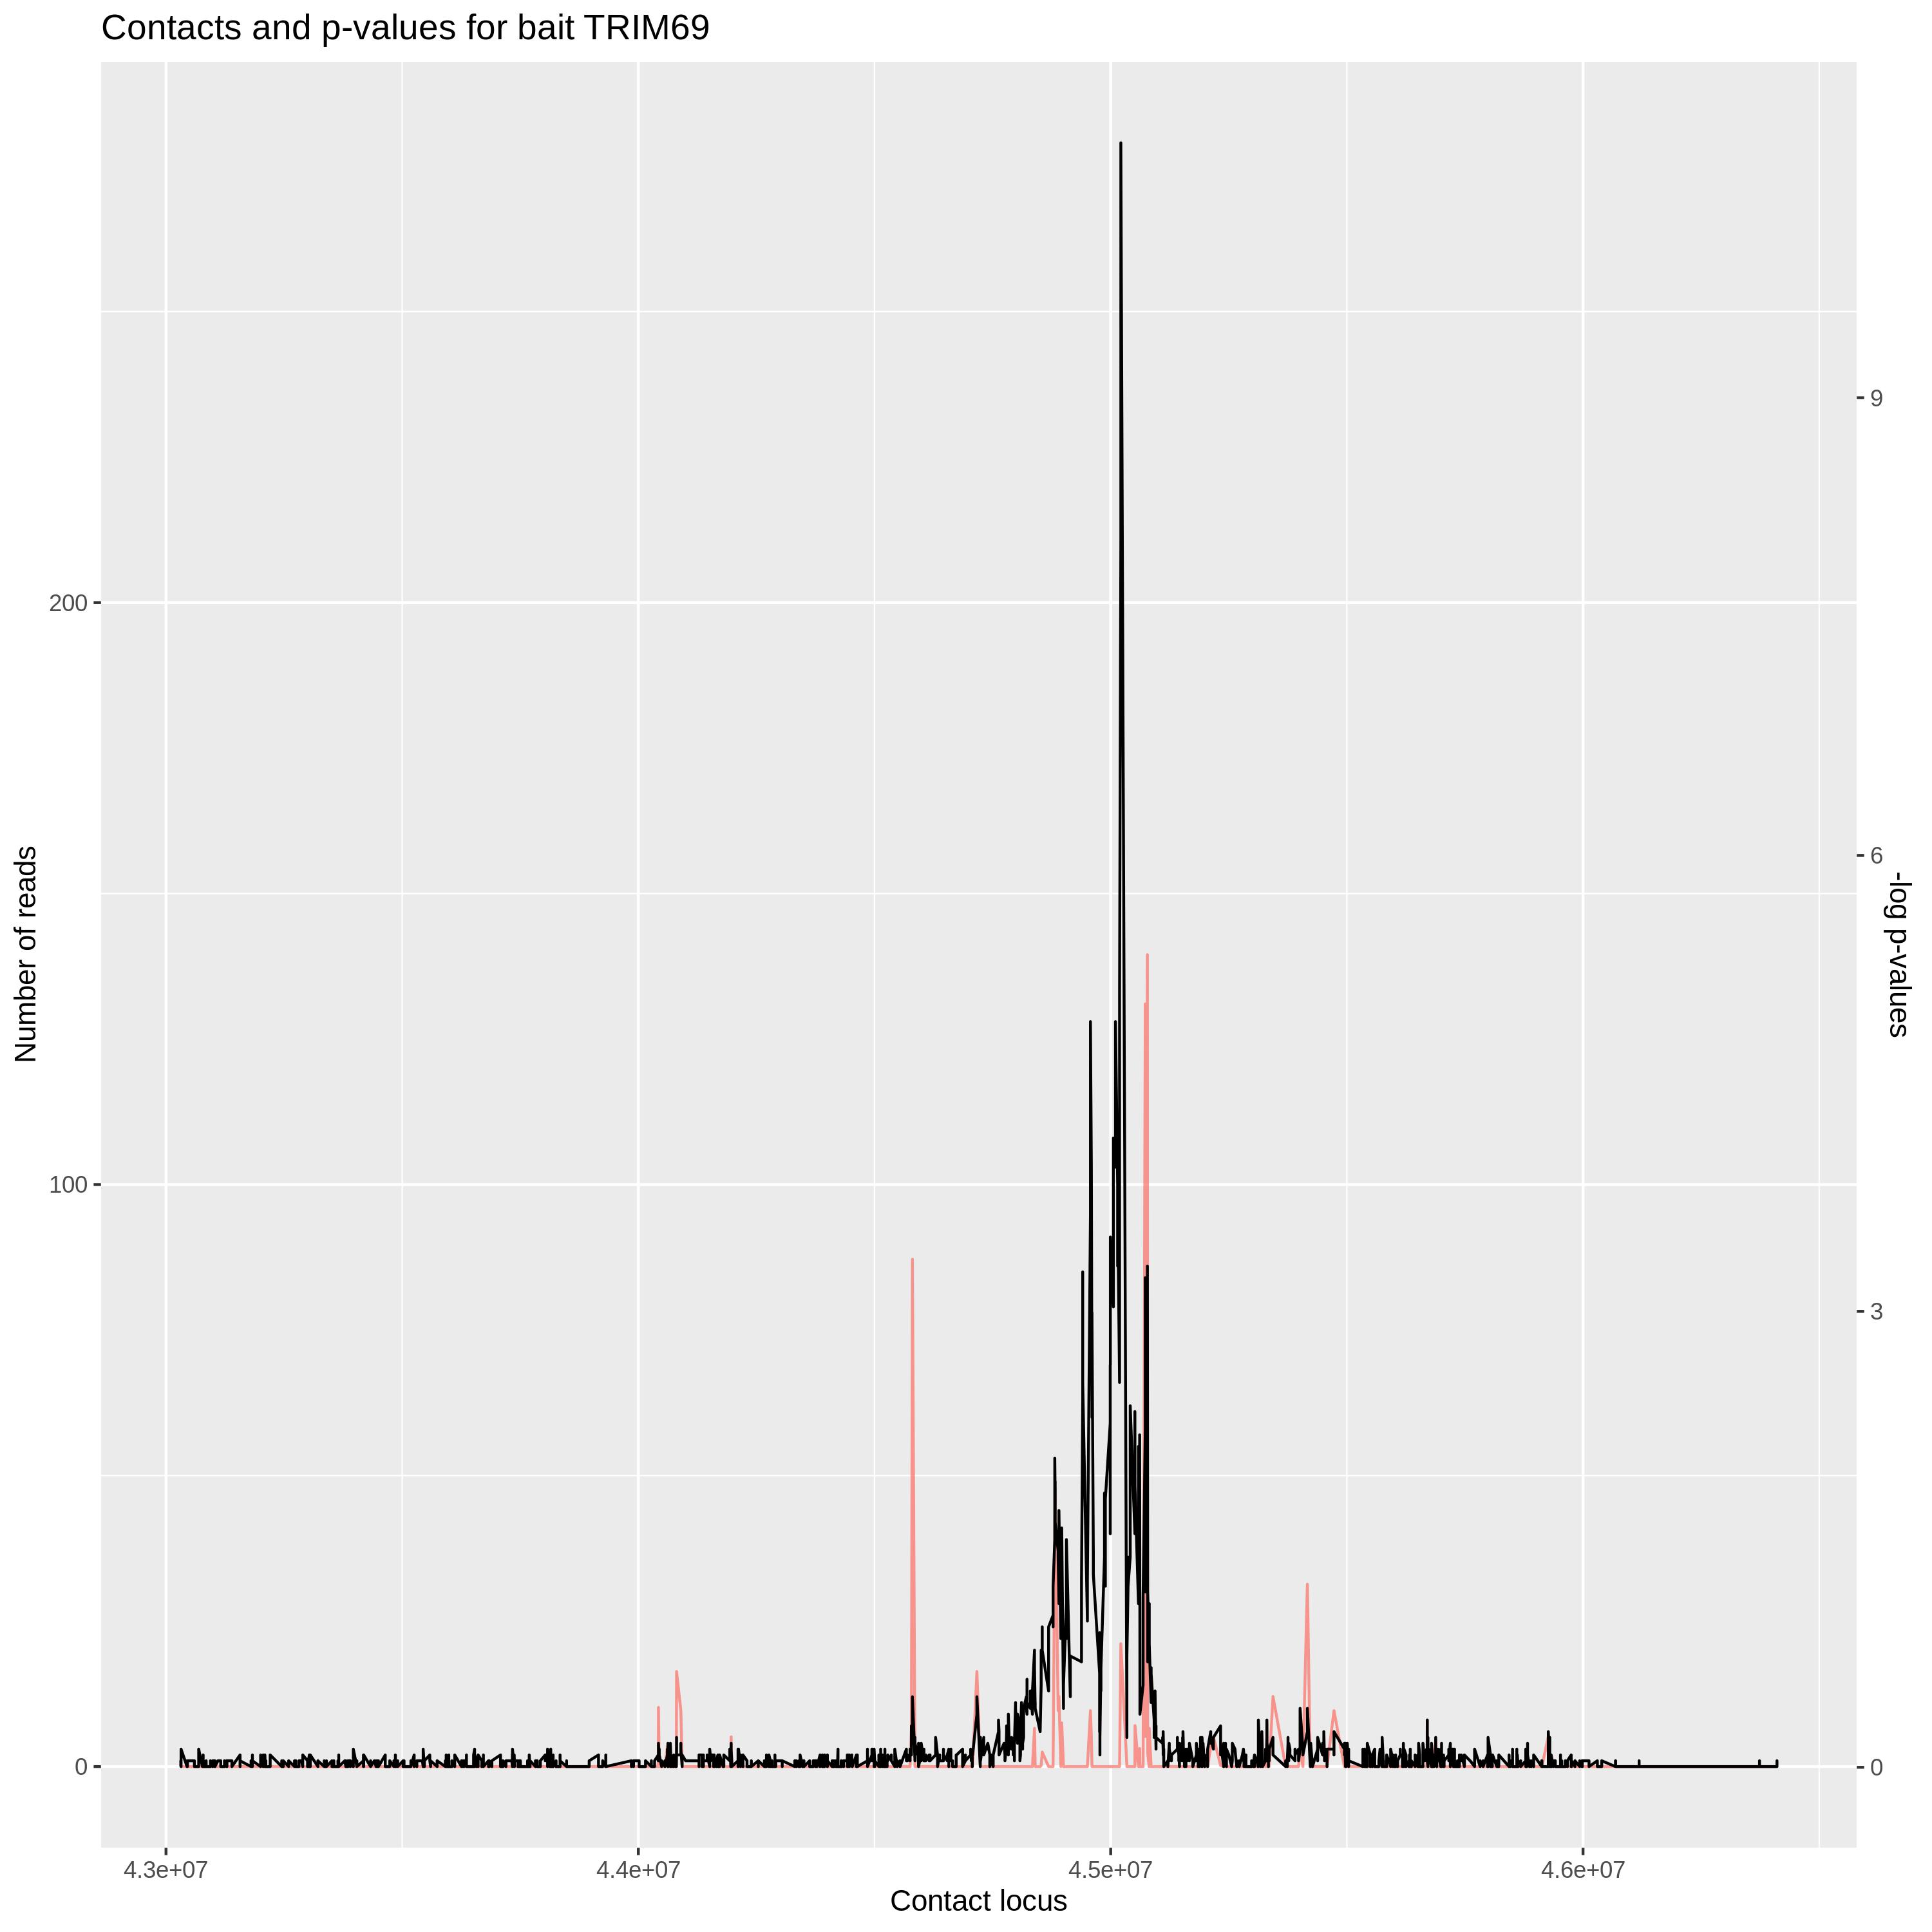 Contacts and p-values for bait TRIM69
Number of reads
200
100
0
9
6
3
0
-log p-values
4.3e+07
4.4e+07
4.5e+07
4.6e+07
Contact locus